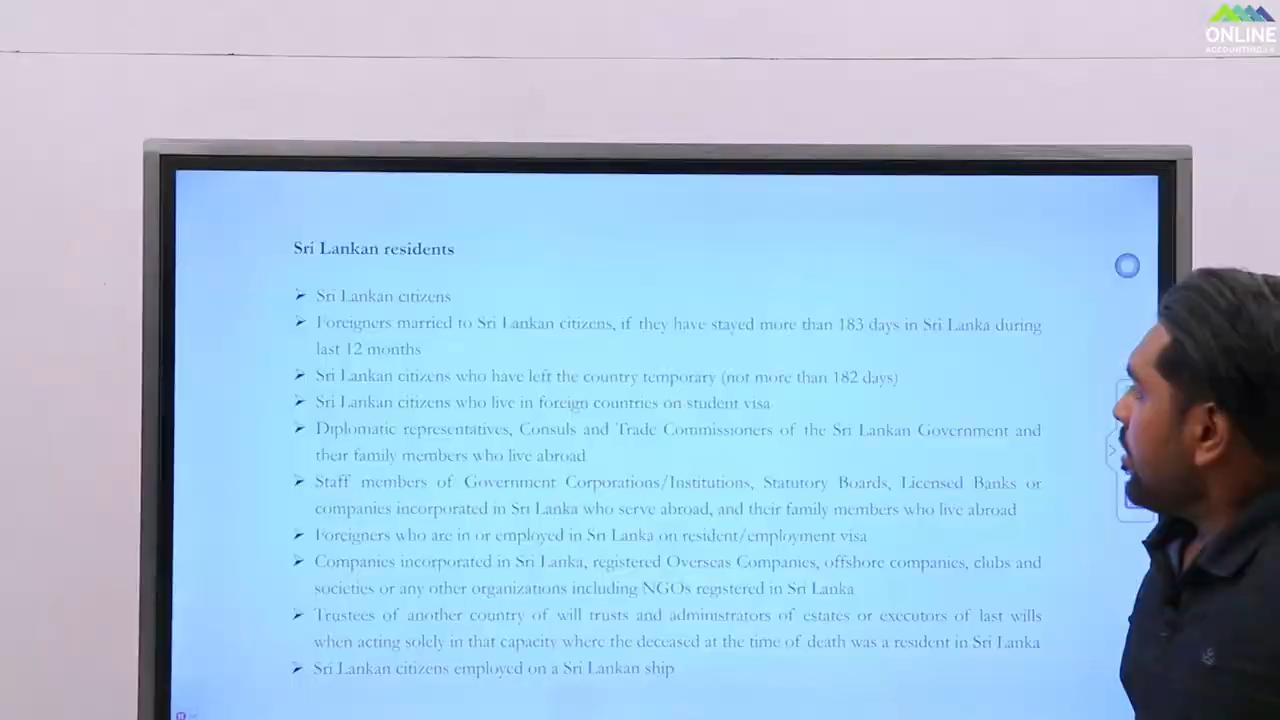 ONLINE
ACCOUNTING.LK
Sri Lankan residents
➢ Sri Lankan citizens
➢ Foreigners married to Sri Lankan citizens, if they have stayed more than 183 days in Sri Lanka during
last 12 months
➢ Sri Lankan citizens who have left the country temporary (not more than 182 days)
➢ Sri Lankan citizens who live in foreign countries on student visa
➢ Diplomatic representatives, Consuls and Trade Commissioners of the Sri Lankan Government and
their family members who live abroad
➢ Staff members of Government Corporations/Institutions, Statutory Boards, Licensed Banks or
companies incorporated in Sri Lanka who serve abroad, and their family members who live abroad
➢ Foreigners who are in or employed in Sri Lanka on resident/employment visa
➢ Companies incorporated in Sri Lanka, registered Overseas Companies, offshore companies, clubs and
societies or any other organizations including NGOs registered in Sri Lanka
➢ Trustees of another country of will trusts and administrators of estates or executors of last wills
when acting solely in that capacity where the deceased at the time of death was a resident in Sri Lanka
➢ Sri Lankan citizens employed on a Sri Lankan ship